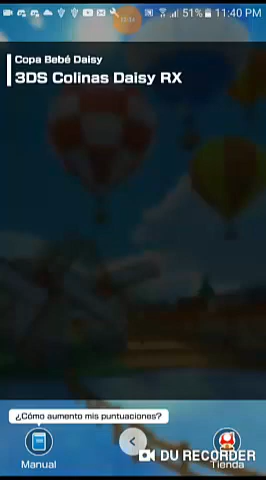 51% 11:40 PM
Copa Bebé Daisy
3DS Colinas Daisy RX
¿Cómo aumento mis puntuaciones?
Manual
DU RECORDER
Tienda